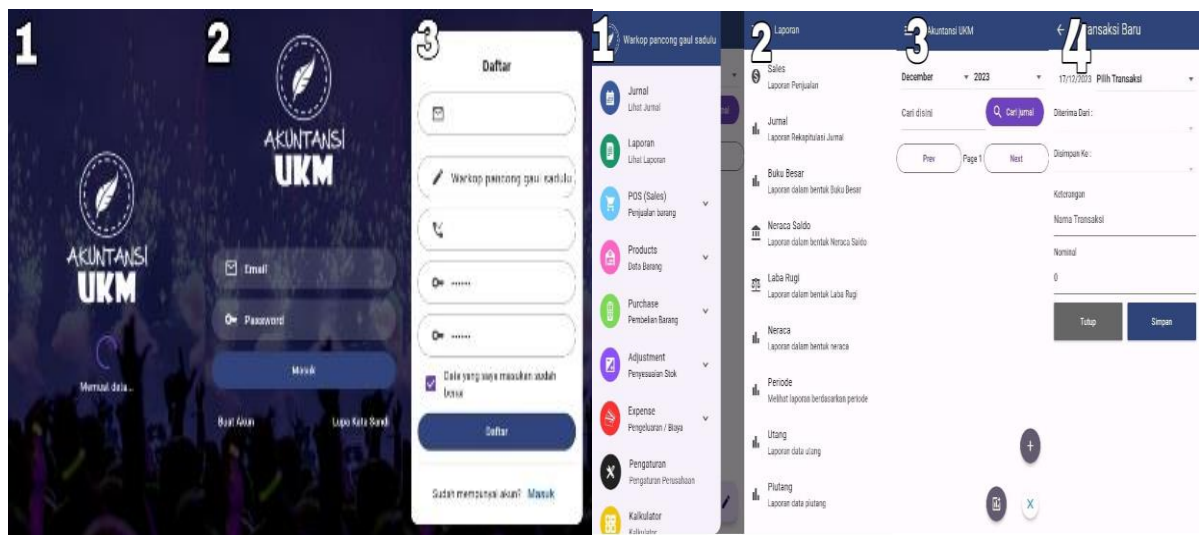 1
AKUNTANSI
UKM
Memuat data...
2
AKUNTANSI
UKM
Email
Password
Masuk
Buat Akun
Lupa Kata Sandi
3
Daftar
Warkop pancong gaul sadulu
Data yang saya masukan sudah
benar
Daftar
Sudah mempunyai akun? Masuk
1
Warkop pancong gaul sadulu
Jurnal
Lihat Jurnal
Laporan
Lihat Laporan
POS (Sales)
Penjualan barang
Products
Data Barang
Purchase
Pembelian Barang
Adjustment
Penyesuaian Stok
Expense
Pengeluaran / Biaya
Pengaturan
Pengaturan Perusahaan
Kalkulator
Kalkulator
2
Laporan
Sales
Laporan Penjualan
Jurnal
Laporan Rekapitulasi Jurnal
Buku Besar
Laporan dalam bentuk Buku Besar
Neraca Saldo
Laporan dalam bentuk Neraca Saldo
Laba Rugi
Laporan dalam bentuk Laba Rugi
Neraca
Laporan dalam bentuk neraca
Periode
Melihat laporan berdasarkan periode
Utang
Laporan data utang
Piutang
Laporan data piutang
3
Akuntansi UKM
December 2023
Cari disini
Cari jurnal
Prev Page 1 Next
4
ansaksi Baru
17/12/2023 Pilih Transaksi
Diterima Dari :
Disimpan Ke :
Keterangan
Nama Transaksi
Nominal
0
Tutup Simpan